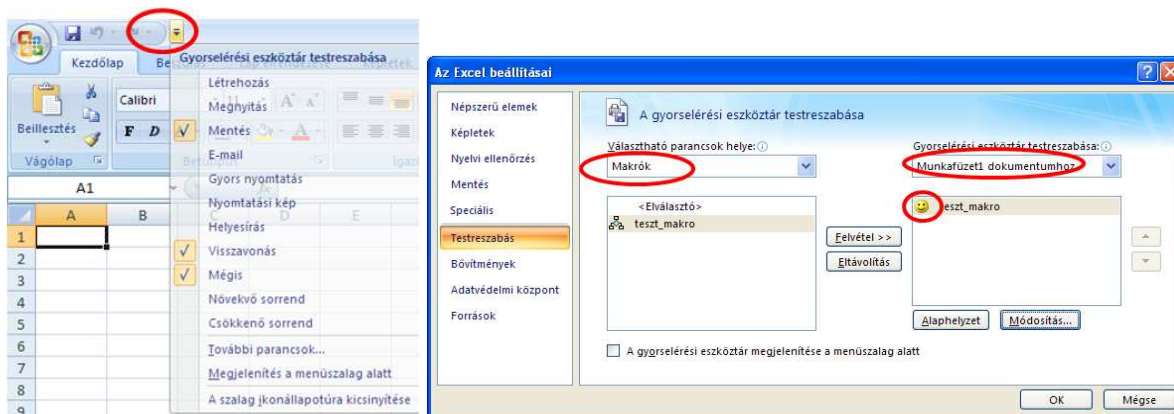 Kezdőlap
Gyorselérési eszköztár testreszabása
Létrehozás
Megnyitás
Mentés
E-mail
Gyors nyomtatás
Nyomtatási kép
Helyesírás
Visszavonás
Mégis
Növekvő sorrend
Csökkenő sorrend
További parancsok...
Megjelenítés a menüszalag alatt
A szalag ikonállapotúra kicsinyítése
Beillesztés
Vágólap
Calibri
F D
A1
A B
1
2
3
4
5
6
7
8
9
Az Excel beállításai
Népszerű elemek
Képletek
Nyelvi ellenőrzés
Mentés
Speciális
Testreszabás
Bővítmények
Adatvédelmi központ
Források
A gyorselérési eszköztár testreszabása
Választható parancsok helye:
Makrók
<Elválasztó>
teszt_makro
Felvétel >>
Eltávolítás
Gyorselérési eszköztár testreszabása:
Munkafüzet1 dokumentumhoz
teszt_makro
Alaphelyzet
Módosítás...
A gyorselérési eszköztár megjelenítése a menüszalag alatt
OK
Mégse